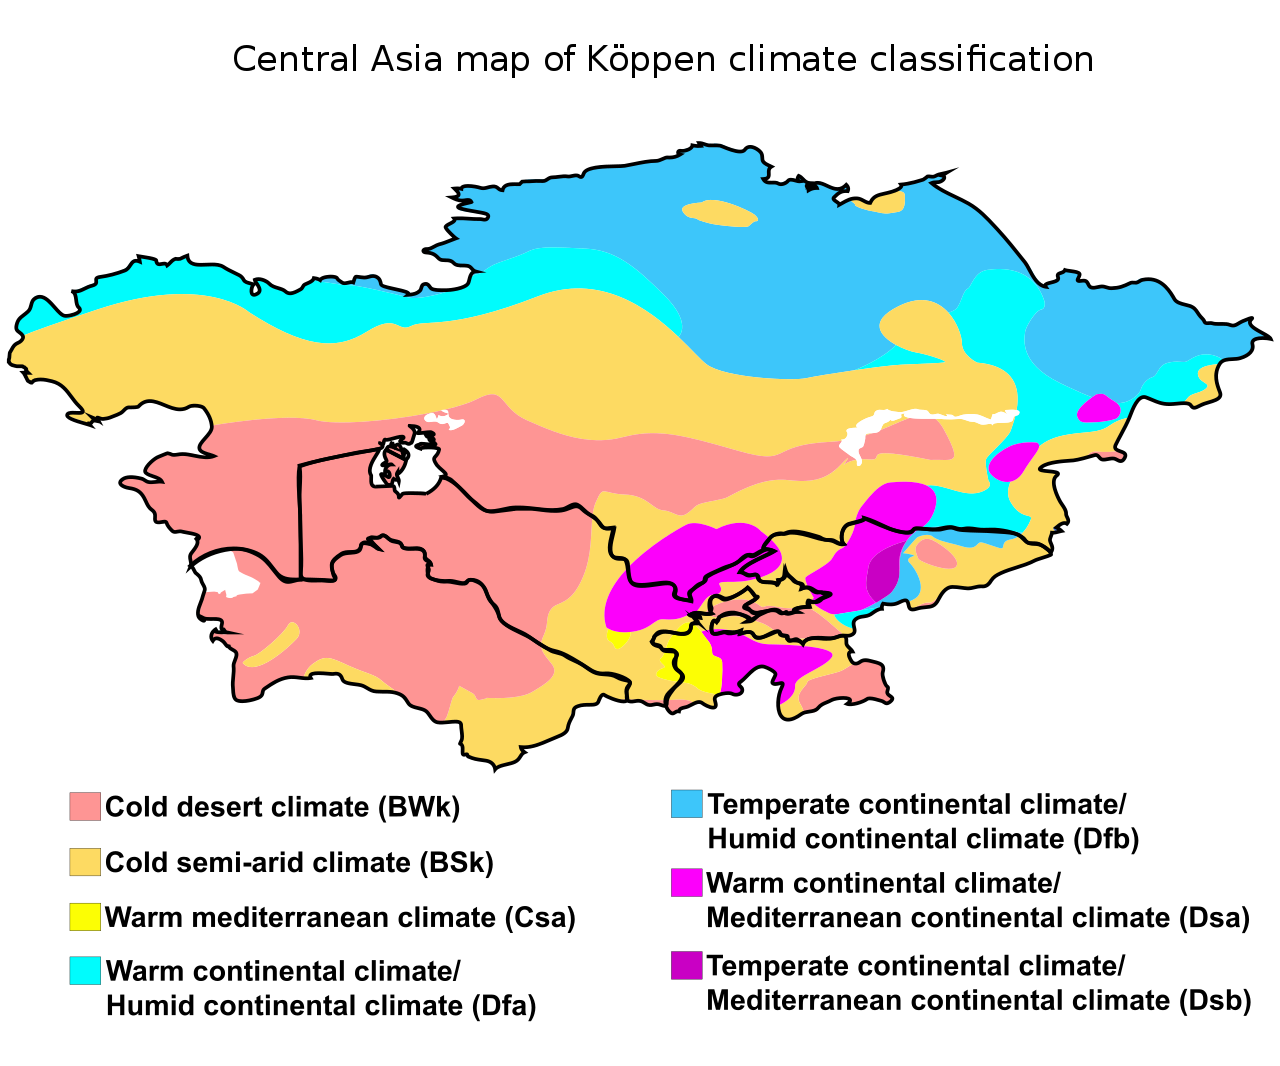 Central Asia map of Köppen climate classification
Cold desert climate (BWk)
Cold semi-arid climate (BSk)
Warm mediterranean climate (Csa)
Warm continental climate/
Humid continental climate (Dfa)
Temperate continental climate/
Humid continental climate (Dfb)
Warm continental climate/
Mediterranean continental climate (Dsa)
Temperate continental climate/
Mediterranean continental climate (Dsb)